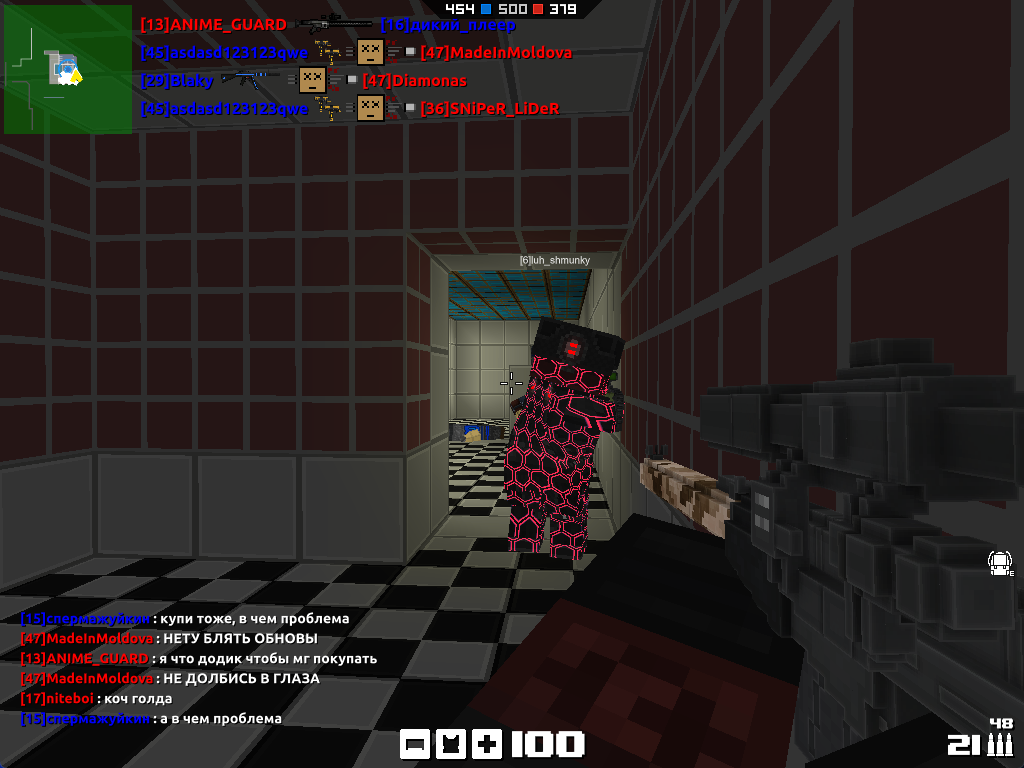 454 500 379
[13]ANIME_GUARD [16]дикий_плеер
[45]asdasd123123qwe [47]MadeInMoldova
[29]Blaky [47]Diamonas
[45]asdasd123123qwe [36]SNiPeR_LiDeR
[6]luh_shmunky
E
[15]спермажуйкин : купи тоже, в чем проблема
[47]MadeInMoldova : НЕТУ БЛЯТЬ ОБНОВЫ
[13]ANIME_GUARD : я что додик чтобы мг покупать
[47]MadeInMoldova : НЕ ДОЛБИСЬ В ГЛАЗА
[17]niteboi : коч голда
[15]спермажуйкин : а в чем проблема
100
48
21